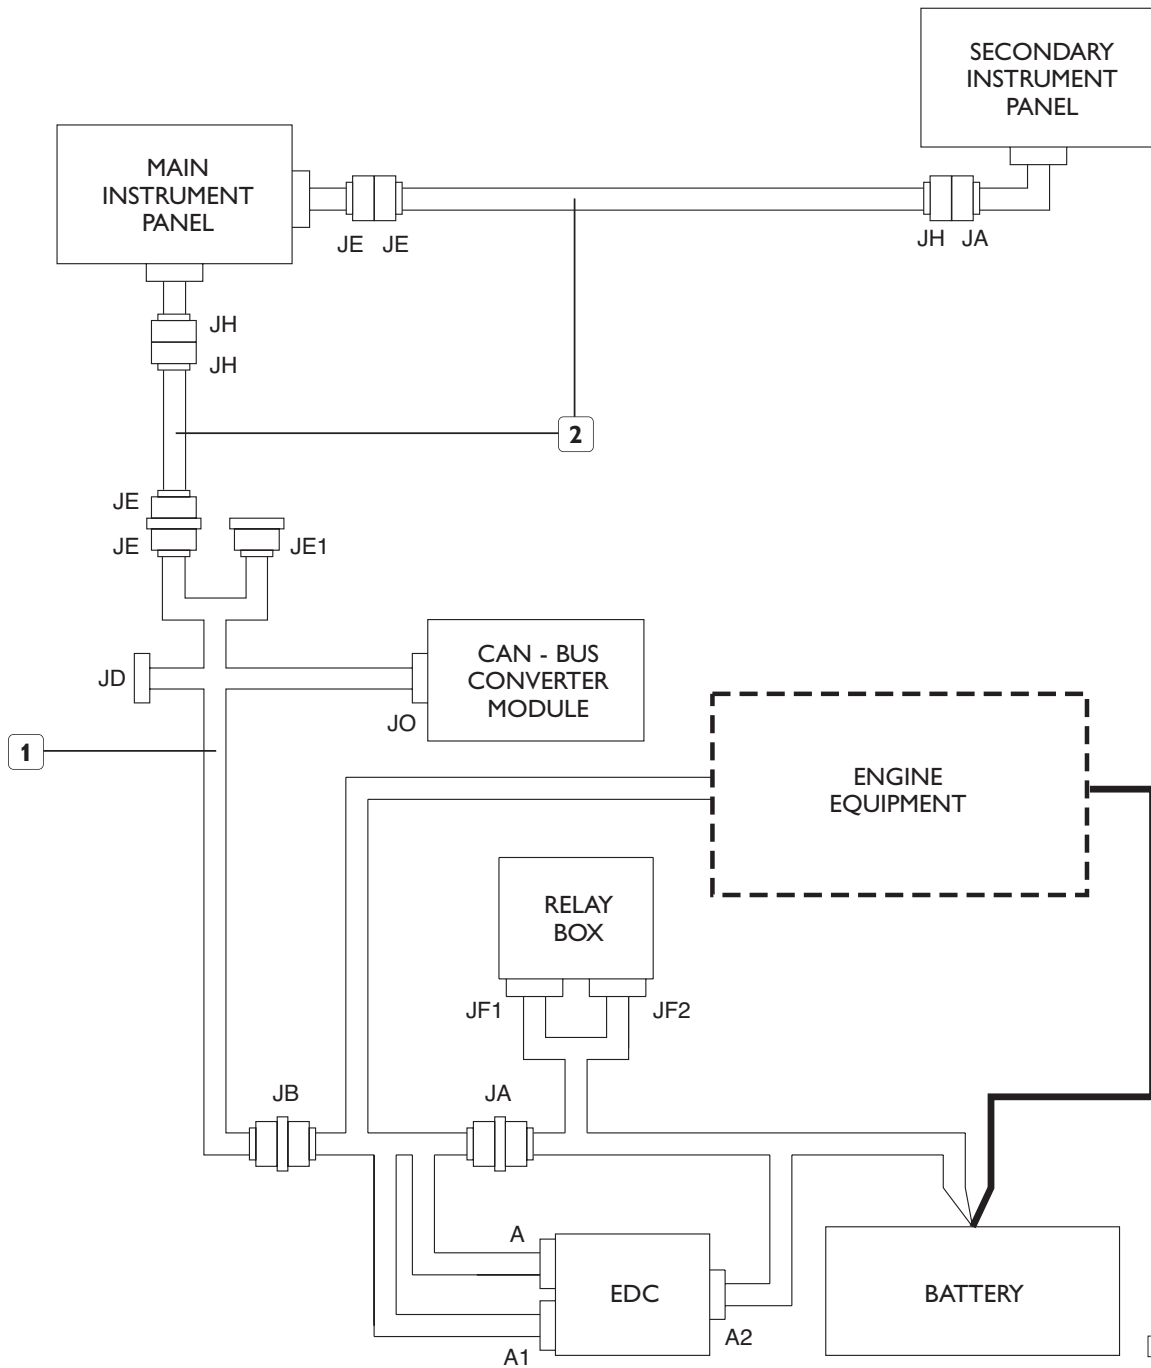 SECONDARY
INSTRUMENT
PANEL
MAIN
INSTRUMENT
PANEL
JE JE
JH JA
JH
JH
2
JE
JE
JE1
JD
CAN - BUS
CONVERTER
MODULE
JO
1
ENGINE
EQUIPMENT
RELAY
BOX
JF1
JF2
JB
JA
A
EDC
BATTERY
A2
A1